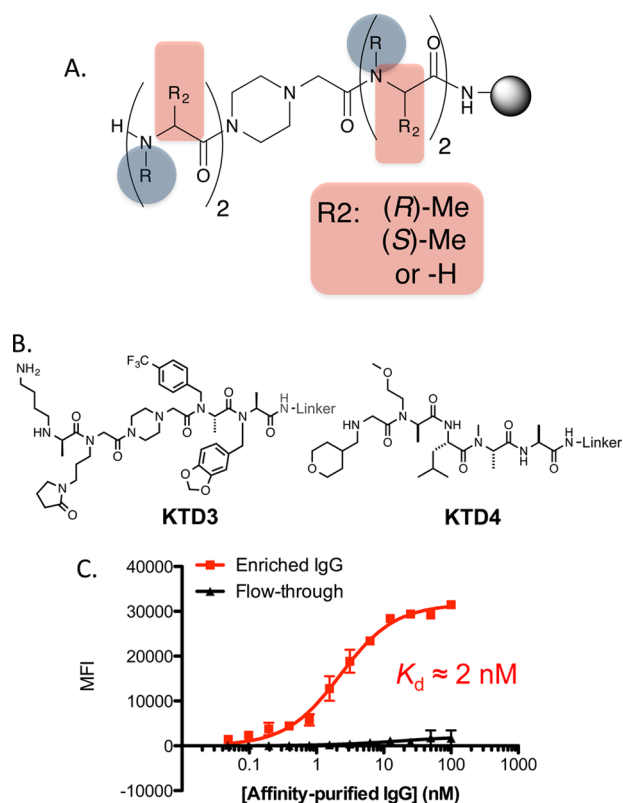 A.
R
O
R2
N
N
N
N
H
H
N
O
O
R2
R
2
2
R2: (R)-Me
(S)-Me
or -H
B.
NH2
F3C
O
O
O
N
O
H
N-Linker
HN
N
N
N
N
O
O
O
N
O
O
O
KTD3
O
O
H
N
O
O
H
N
N
N
N
H
N-Linker
H
O
O
O
O
KTD4
C.
40000
30000
20000
10000
0
-10000
MFI
Enriched IgG
Flow-through
Kd ≈ 2 nM
0.1
1
10
100
1000
[Affinity-purified IgG] (nM)